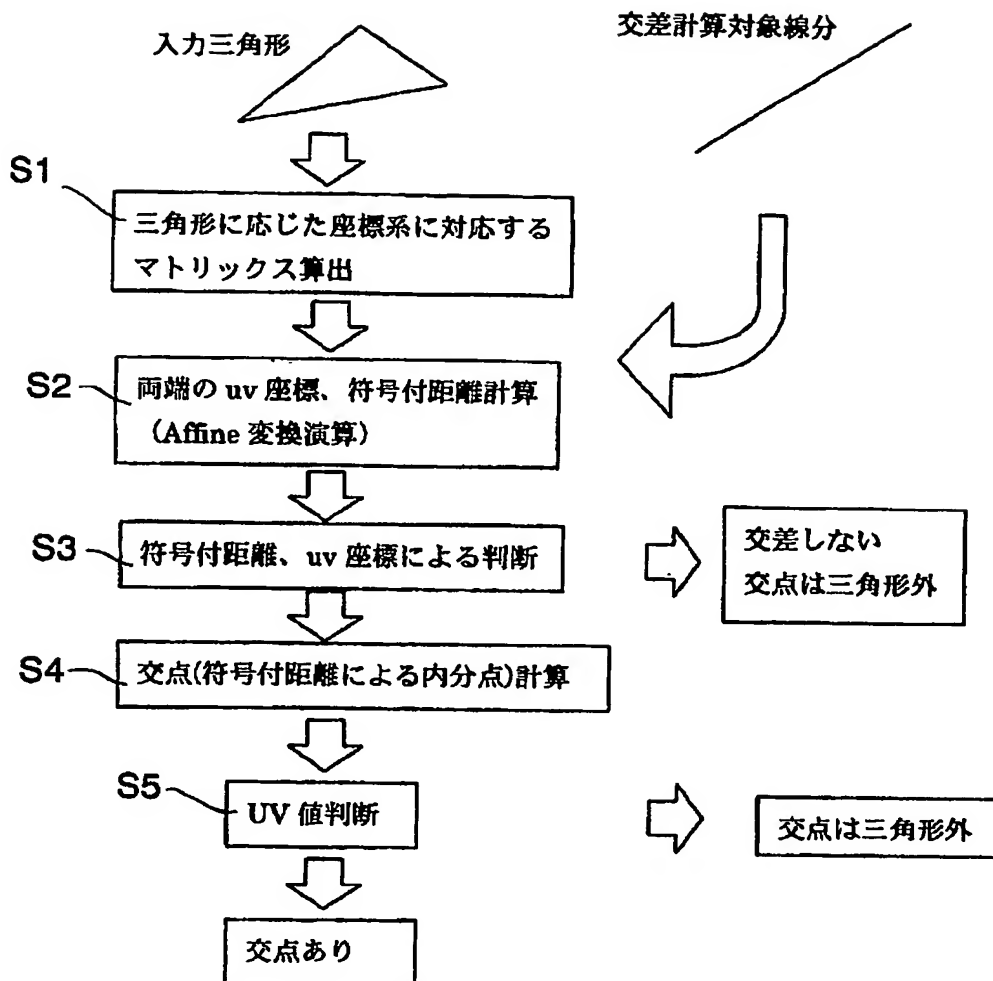 入力三角形
交差計算対象線分
S1
三角形に応じた座標系に対応する
マトリックス算出
S2
両端の uv 座標、符号付距離計算
(Affine 変換演算)
S3
符号付距離、uv 座標による判断
交差しない
交点は三角形外
S4
交点(符号付距離による内分点)計算
S5
UV 値判断
交点は三角形外
交点あり